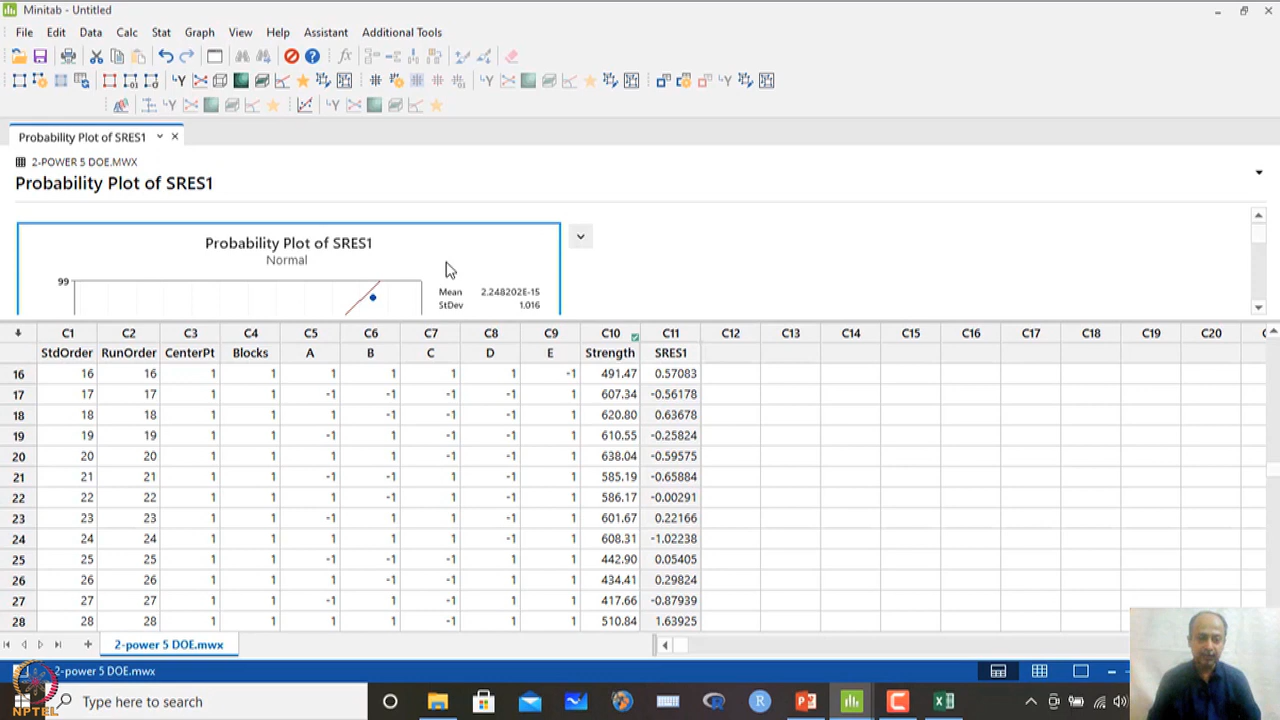 Minitab - Untitled
File Edit Data Calc Stat Graph View Help Assistant Additional Tools
Probability Plot of SRES1
2-POWER 5 DOE.MWX
Probability Plot of SRES1
Probability Plot of SRES1
Normal
99
Mean 2.248202E-15
StDev 1.016
C1 C2 C3 C4 C5 C6 C7 C8 C9 C10 C11 C12 C13 C14 C15 C16 C17 C18 C19 C20
StdOrder RunOrder CenterPt Blocks A B C D E Strength SRES1
16 16 16 1 1 1 1 1 1 -1 491.47 0.57083
17 17 17 1 1 -1 -1 -1 -1 1 607.34 -0.56178
18 18 18 1 1 1 -1 -1 -1 1 620.80 0.63678
19 19 19 1 1 -1 1 -1 -1 1 610.55 -0.25824
20 20 20 1 1 1 1 -1 -1 1 638.04 -0.59575
21 21 21 1 1 -1 -1 1 -1 1 585.19 -0.65884
22 22 22 1 1 1 -1 1 -1 1 586.17 -0.00291
23 23 23 1 1 -1 1 1 -1 1 601.67 0.22166
24 24 24 1 1 1 1 1 -1 1 608.31 -1.02238
25 25 25 1 1 -1 -1 -1 1 1 442.90 0.05405
26 26 26 1 1 1 -1 -1 1 1 434.41 0.29824
27 27 27 1 1 -1 1 -1 1 1 417.66 -0.87939
28 28 28 1 1 1 1 -1 1 1 510.84 1.63925
2-power 5 DOE.mwx
2-power 5 DOE.mwx
Type here to search
NPTEL